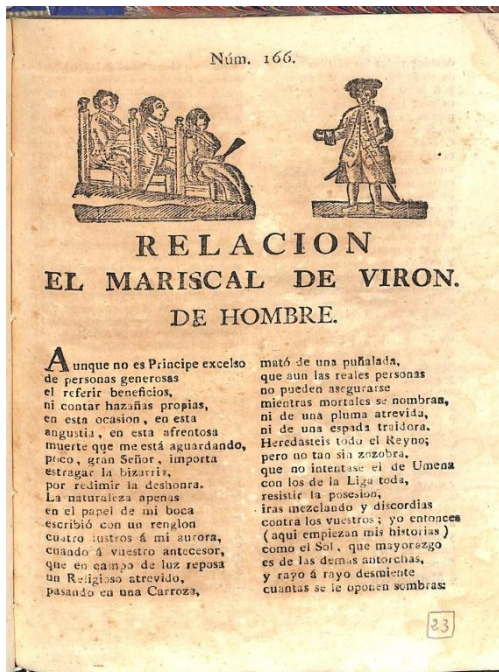 Núm. 166.
RELACION
EL MARISCAL DE VIRON.
DE HOMBRE.
Aunque no es Principe excelso
de personas generosas
el referir beneficios,
ni contar hazañas propias,
en esta ocasion, en esta
angustia, en esta afrentosa
muerte que me está aguardando,
poco, gran Señor, importa
estragar la bizarria,
por redimir la deshonra.
La naturaleza apenas
en el papel de mi boca
escribió con un renglon
cuatro lustros á mi aurora,
cuando á vuestro antecesor,
que en campo de luz reposa
un Religioso atrevido,
pasando en una Carroza,
mató de una puñalada,
que aun las reales personas
no pueden asegurarse
mientras mortales se nombran,
ni de una pluma atrevida,
ni de una espada traidora.
Heredasteis todo el Reyno;
pero no tan sin zozobra,
que no intentase el de Umena
con los de la Liga toda,
resistir la posesion,
iras mezclando y discordias
contra los vuestros; yo entonces
( aqui empiezan mis historias )
como el Sol, que mayorazgo
es de las demas antorchas,
y rayo á rayo desmiente
cuantas se le oponen sombras:
23